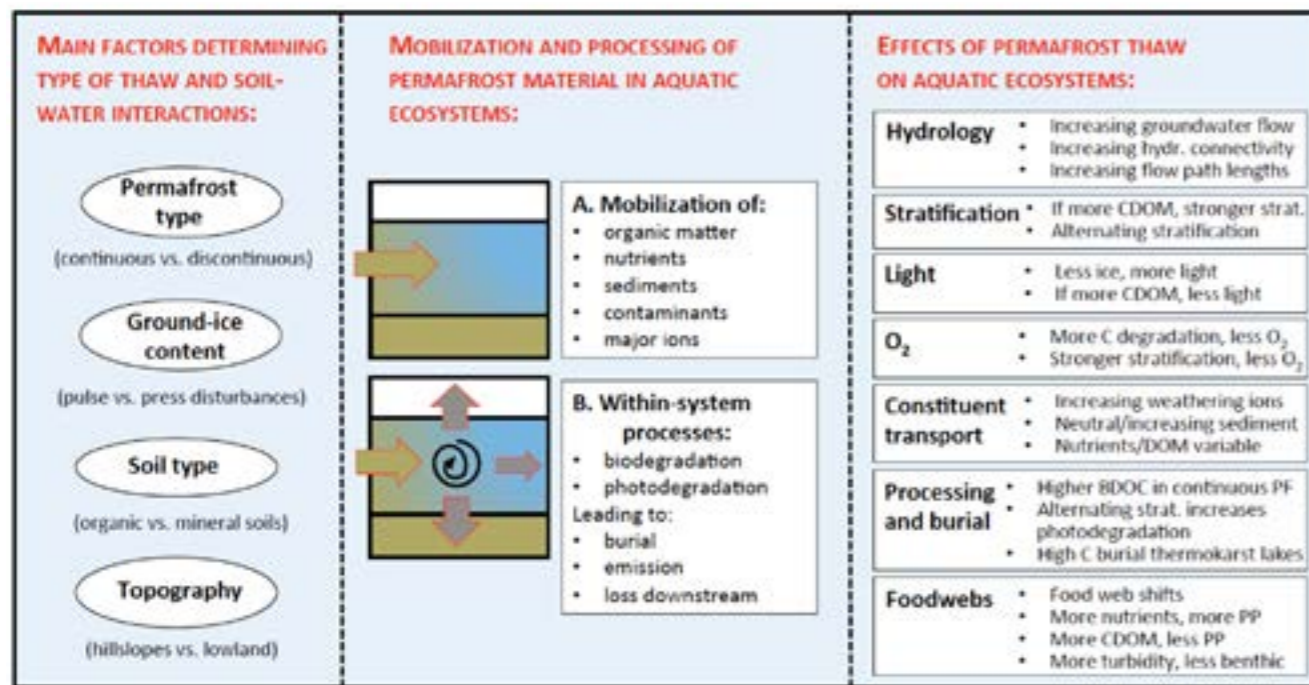 MAIN FACTORS DETERMINING
TYPE OF THAW AND SOIL-
WATER INTERACTIONS:
Permafrost
type
(continuous vs. discontinuous)
Ground-ice
content
(pulse vs. press disturbances)
Soil type
(organic vs. mineral soils)
Topography
(hillslopes vs. lowland)
MOBILIZATION AND PROCESSING OF
PERMAFROST MATERIAL IN AQUATIC
ECOSYSTEMS:
A. Mobilization of:
• organic matter
• nutrients
• sediments
• contaminants
• major ions
B. Within-system
processes:
• biodegradation
• photodegradation
Leading to:
• burial
• emission
• loss downstream
EFFECTS OF PERMAFROST THAW
ON AQUATIC ECOSYSTEMS:
Hydrology
• Increasing groundwater flow
• Increasing hydr. connectivity
• Increasing flow path lengths
Stratification
• If more CDOM, stronger strat.
• Alternating stratification
Light
• Less ice, more light
• If more CDOM, less light
O₂
• More C degradation, less O₂
• Stronger stratification, less O₂
Constituent
transport
• Increasing weathering ions
• Neutral/increasing sediment
• Nutrients/DOM variable
Processing
and burial
• Higher BDOC in continuous PF
• Alternating strat. increases
photodegradation
• High C burial thermokarst lakes
Foodwebs
• Food web shifts
• More nutrients, more PP
• More CDOM, less PP
• More turbidity, less benthic